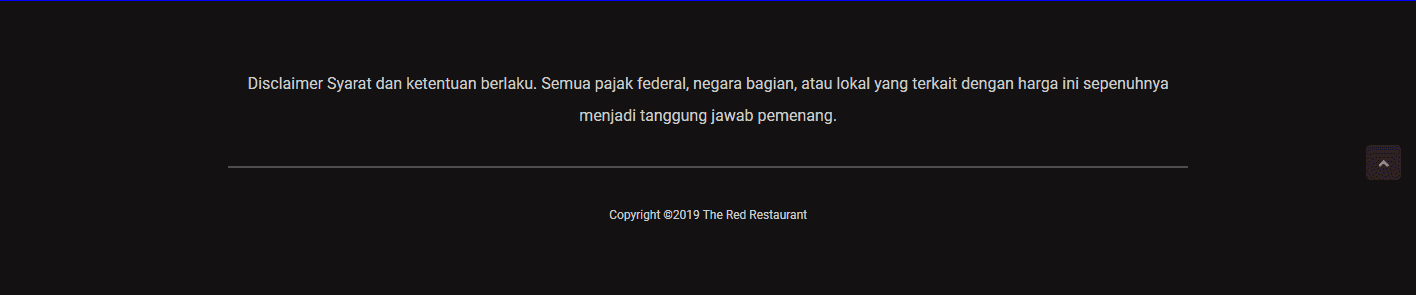 Disclaimer Syarat dan ketentuan berlaku. Semua pajak federal, negara bagian, atau lokal yang terkait dengan harga ini sepenuhnya
menjadi tanggung jawab pemenang.
Copyright ©2019 The Red Restaurant